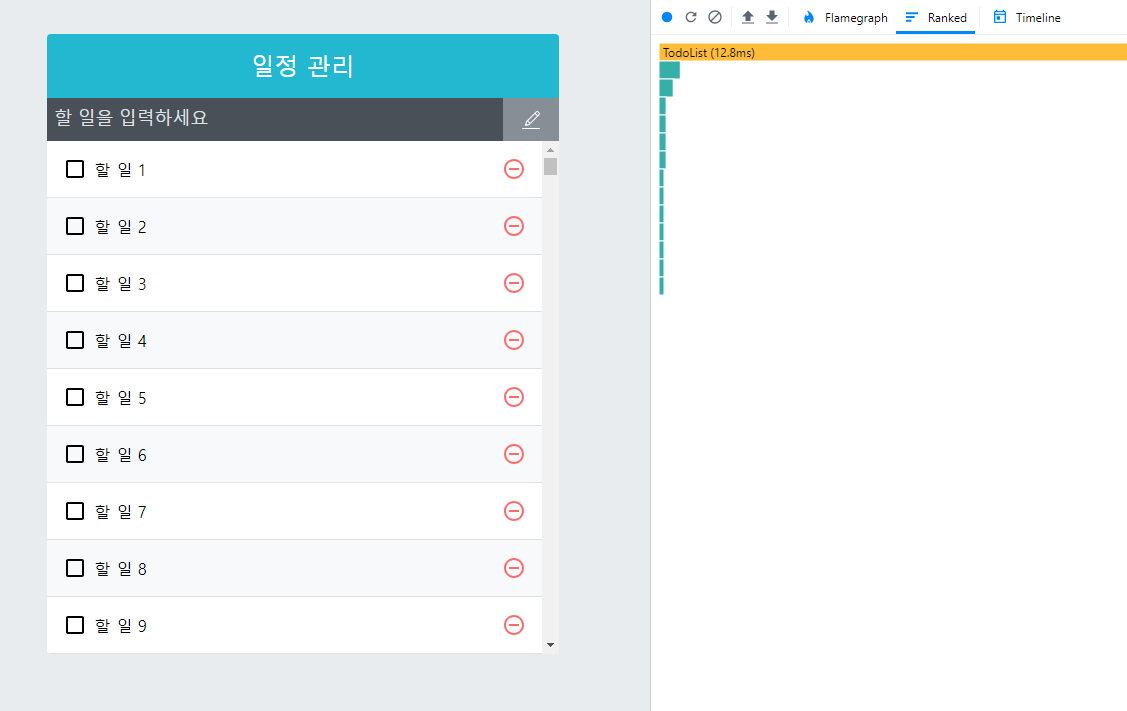 일정 관리
할 일을 입력하세요
할 일 1
할 일 2
할 일 3
할 일 4
할 일 5
할 일 6
할 일 7
할 일 8
할 일 9
Flamegraph Ranked Timeline
TodoList (12.8ms)